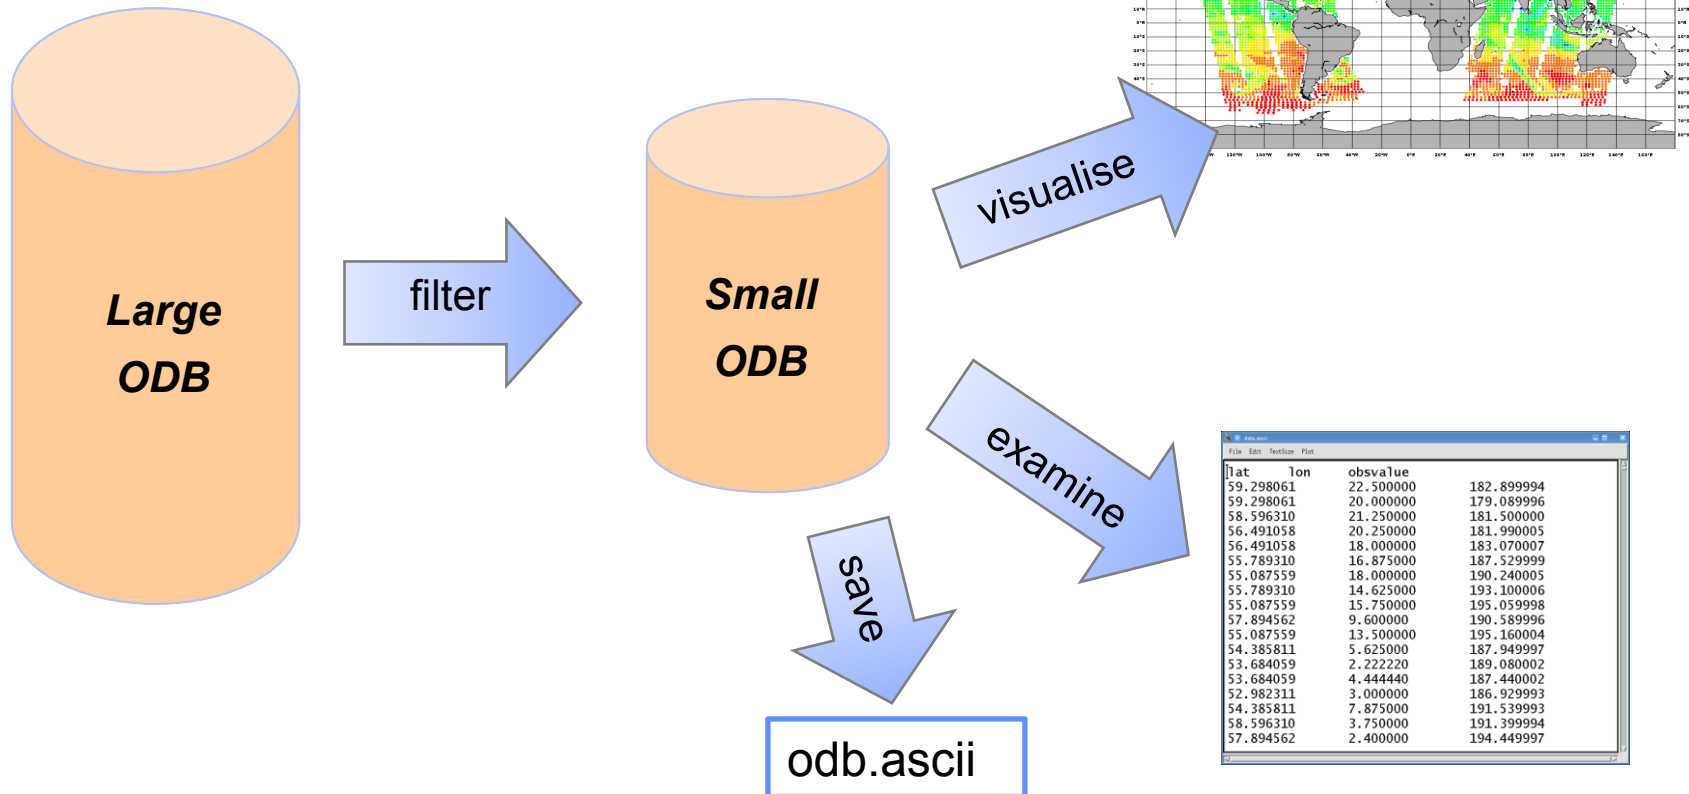 Large
ODB
filter
Small
ODB
visualise
examine
save
odb.ascii
data.ascii
File Edit TextSize Plot
lat lon obsvalue
59.298061 22.500000 182.899994
59.298061 20.000000 179.089996
58.596310 21.250000 181.500000
56.491058 20.250000 181.990005
56.491058 18.000000 183.070007
55.789310 16.875000 187.529999
55.087559 18.000000 190.240005
55.789310 14.625000 193.100006
55.087559 15.750000 195.059998
57.894562 9.600000 190.589996
55.087559 13.500000 195.160004
54.385811 5.625000 187.949997
53.684059 2.222220 189.080002
53.684059 4.444440 187.440002
52.982311 3.000000 186.929993
54.385811 7.875000 191.539993
58.596310 3.750000 191.399994
57.894562 2.400000 194.449997